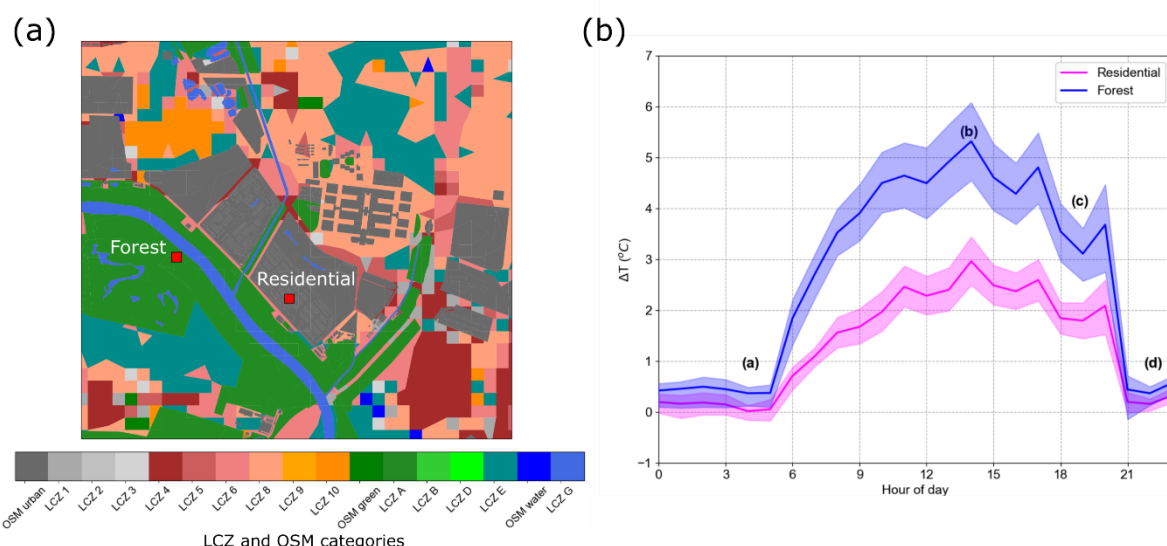 (a)
Forest
Residential
OSM urban
LCZ 1
LCZ 2
LCZ 3
LCZ 4
LCZ 5
LCZ 6
LCZ 8
LCZ 9
LCZ 10
OSM green
LCZ A
LCZ B
LCZ D
LCZ E
OSM water
LCZ G
LCZ and OSM categories
(b)
7
6
5
4
3
2
1
0
−1
ΔT (°C)
Residential
Forest
(a)
(b)
(c)
(d)
0 3 6 9 12 15 18 21
Hour of day